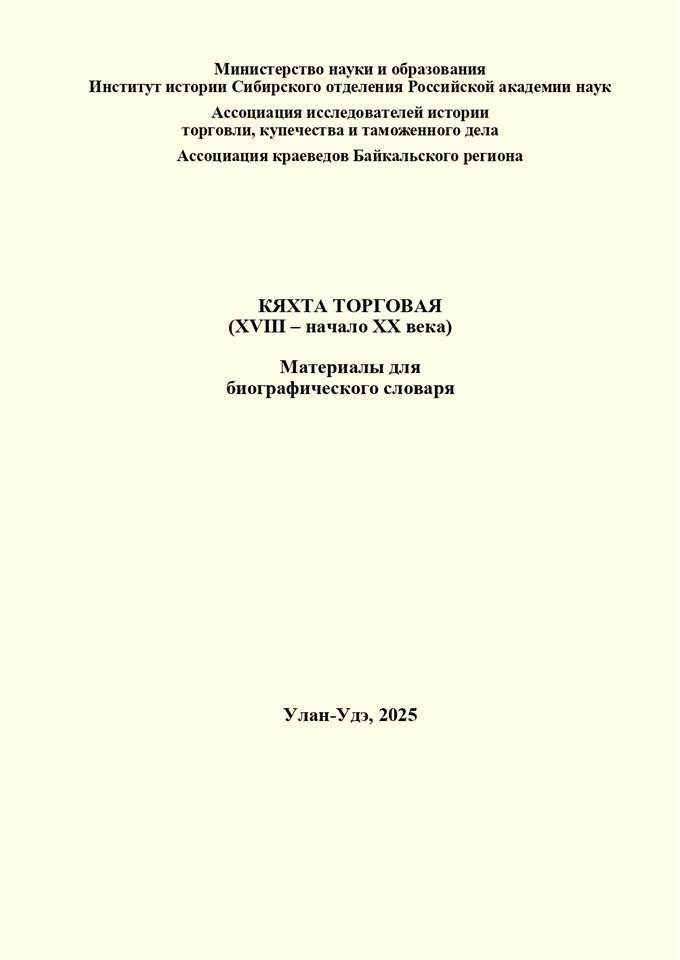 Министерство науки и образования
Институт истории Сибирского отделения Российской академии наук
Ассоциация исследователей истории
торговли, купечества и таможенного дела
Ассоциация краеведов Байкальского региона
КЯХТА ТОРГОВАЯ
(XVIII – начало XX века)
Материалы для
биографического словаря
Улан-Удэ, 2025